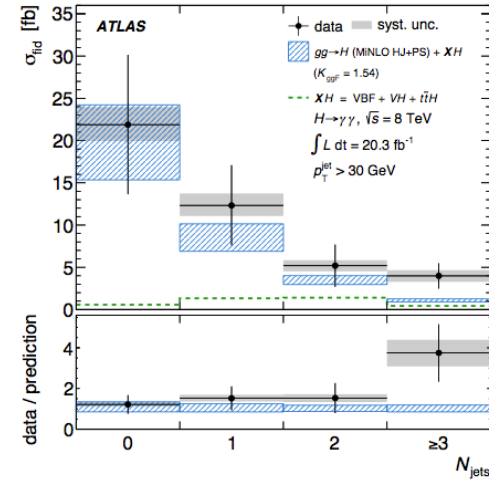 σ_fid [fb]
ATLAS
data syst. unc.
gg→H (MiNLO HJ+PS) + XH
(K_ggF = 1.54)
XH = VBF + VH + tt̄H
H→γγ, √s = 8 TeV
∫ L dt = 20.3 fb⁻¹
p_T^jet > 30 GeV
35
30
25
20
15
10
5
0
data / prediction
4
2
0
0 1 2 ≥3
N_jets